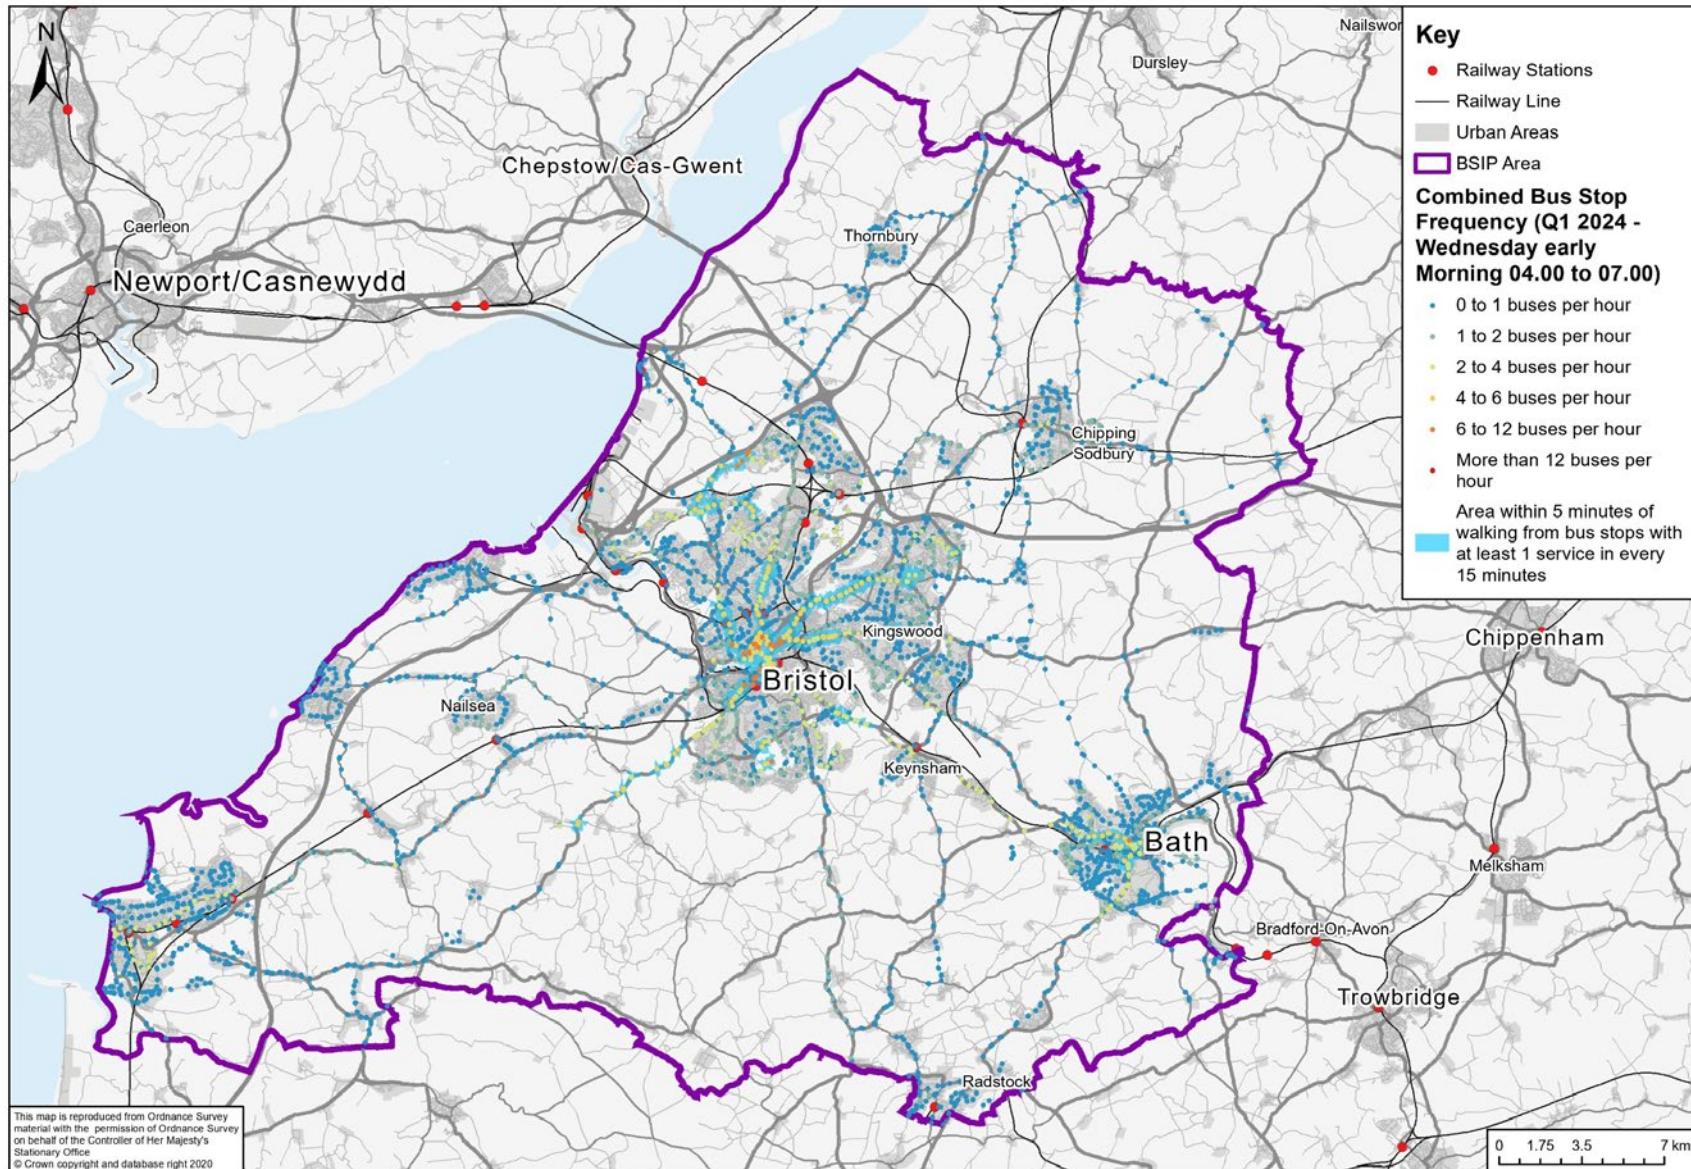 N
Nailswor
Dursley
Chepstow/Cas-Gwent
Caerleon
Thornbury
Newport/Casnewydd
Chipping
Sodbury
Kingswood
Chippenham
Bristol
Nailsea
Keynsham
Bath
Melksham
Bradford-On-Avon
Trowbridge
Radstock
Key
Railway Stations
Railway Line
Urban Areas
BSIP Area
Combined Bus Stop
Frequency (Q1 2024 -
Wednesday early
Morning 04.00 to 07.00)
0 to 1 buses per hour
1 to 2 buses per hour
2 to 4 buses per hour
4 to 6 buses per hour
6 to 12 buses per hour
More than 12 buses per
hour
Area within 5 minutes of
walking from bus stops with
at least 1 service in every
15 minutes
This map is reproduced from Ordnance Survey
material with the permission of Ordnance Survey
on behalf of the Controller of Her Majesty's
Stationary Office
© Crown copyright and database right 2020
0 1.75 3.5 7 km